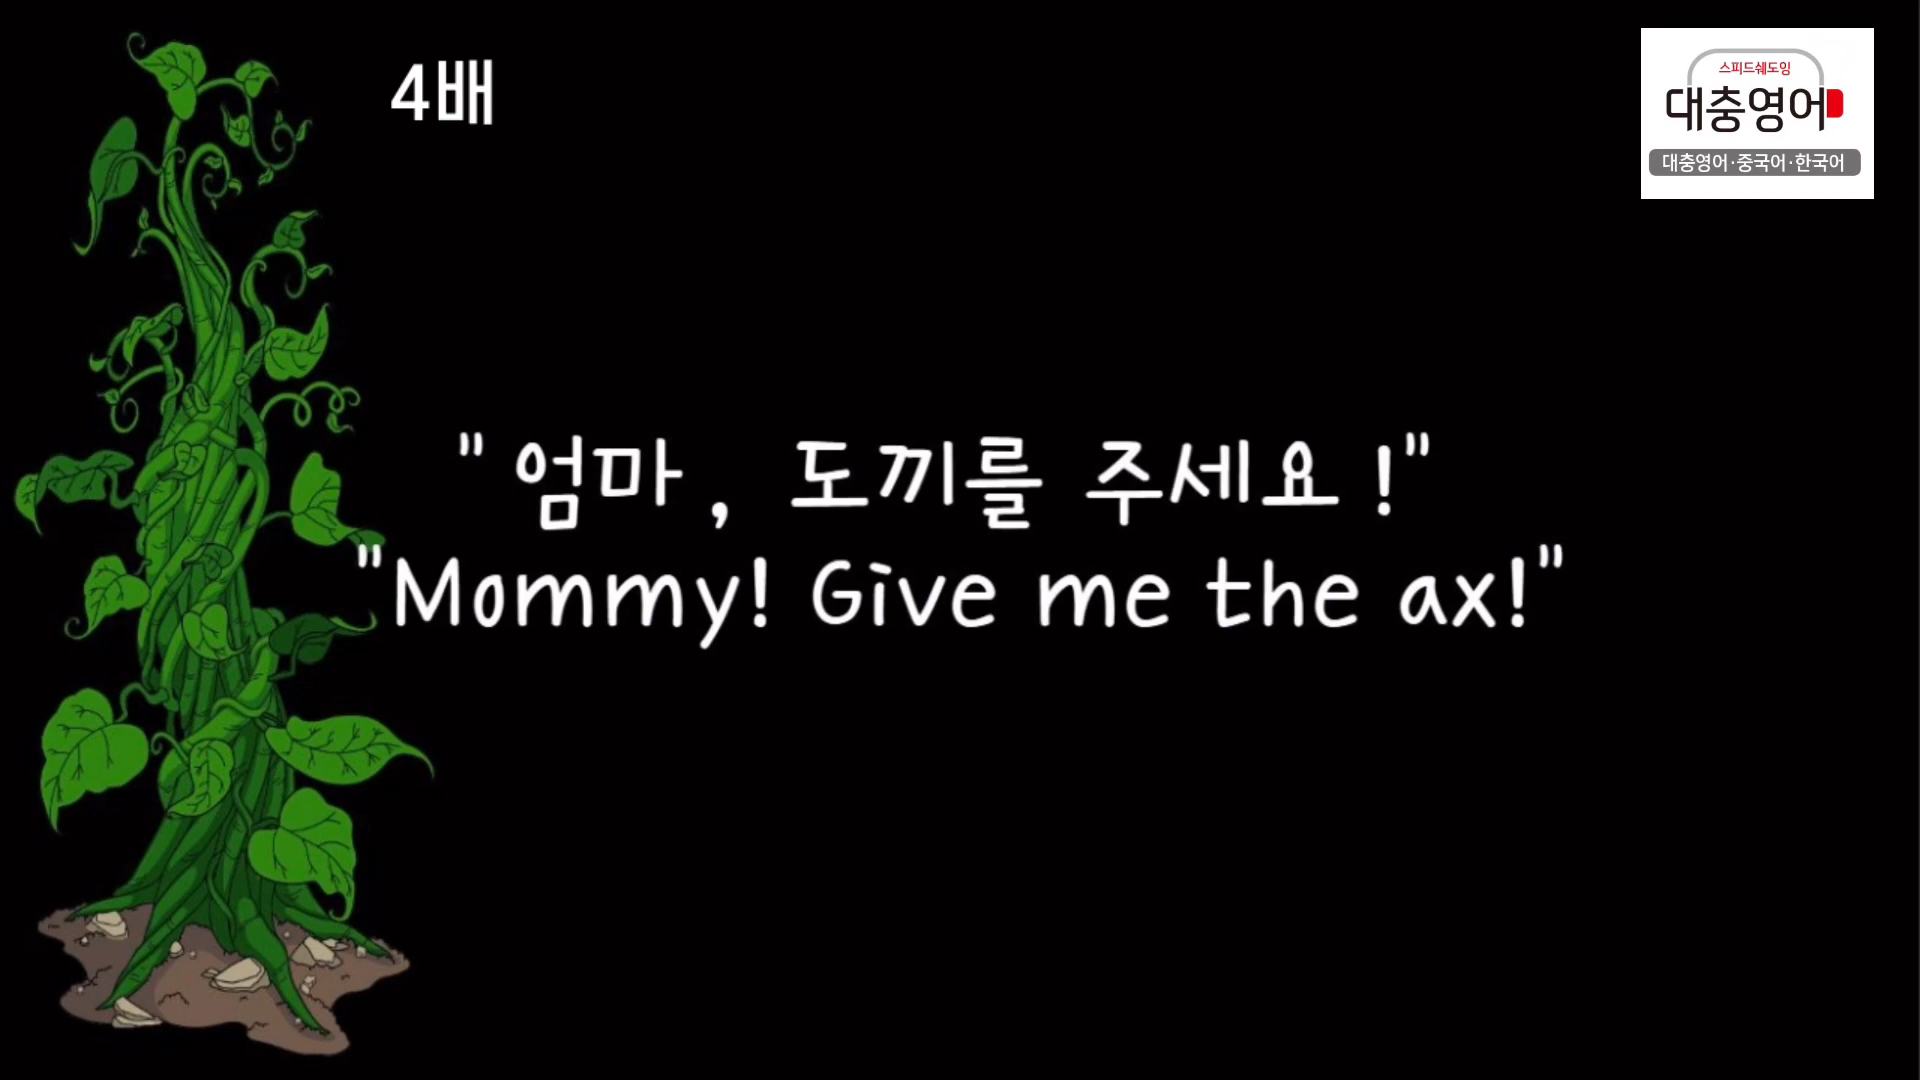 4배
스피드쉐도잉
대충영어
대충영어·중국어·한국어
" 엄마 , 도끼를 주세요 !"
"Mommy! Give me the ax!"